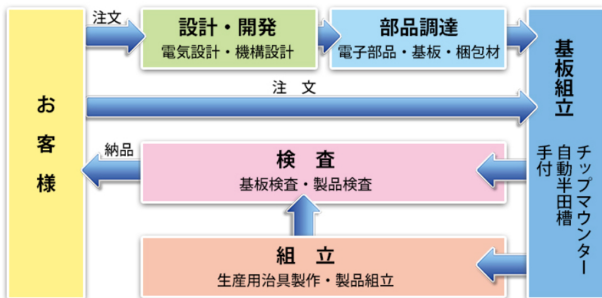 お客様
注文
設計・開発
電気設計・機構設計
部品調達
電子部品・基板・梱包材
注　文
基板組立
チップマウンター
自動半田槽
手付
納品
検　査
基板検査・製品検査
組　立
生産用治具製作・製品組立